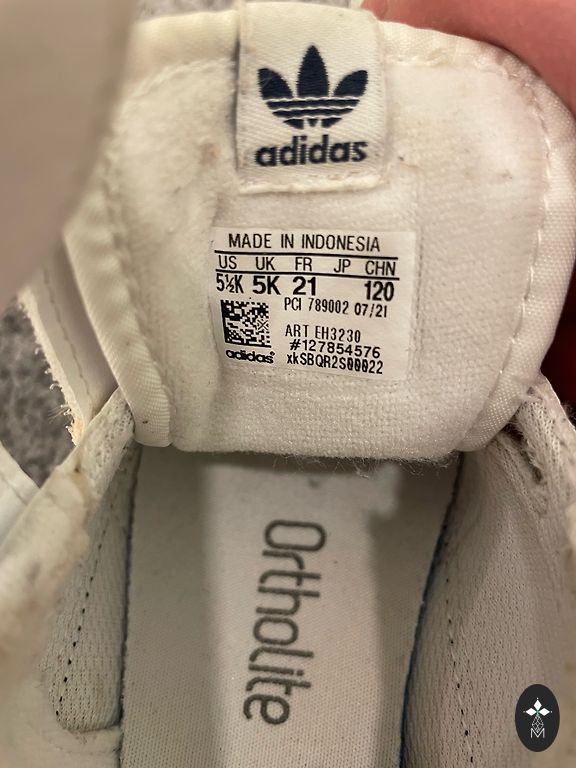 adidas
MADE IN INDONESIA
US UK FR JP CHN
5½K 5K 21 120
PCI 789002 07/21
ART EH3230
#127854576
adidas® xkSBQR2S00022
Ortholite
M